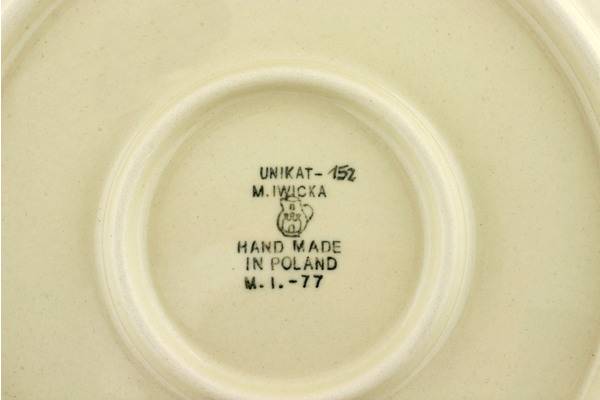 UNIKAT-152
M.IWICKA
HAND MADE
IN POLAND
M.I.-77